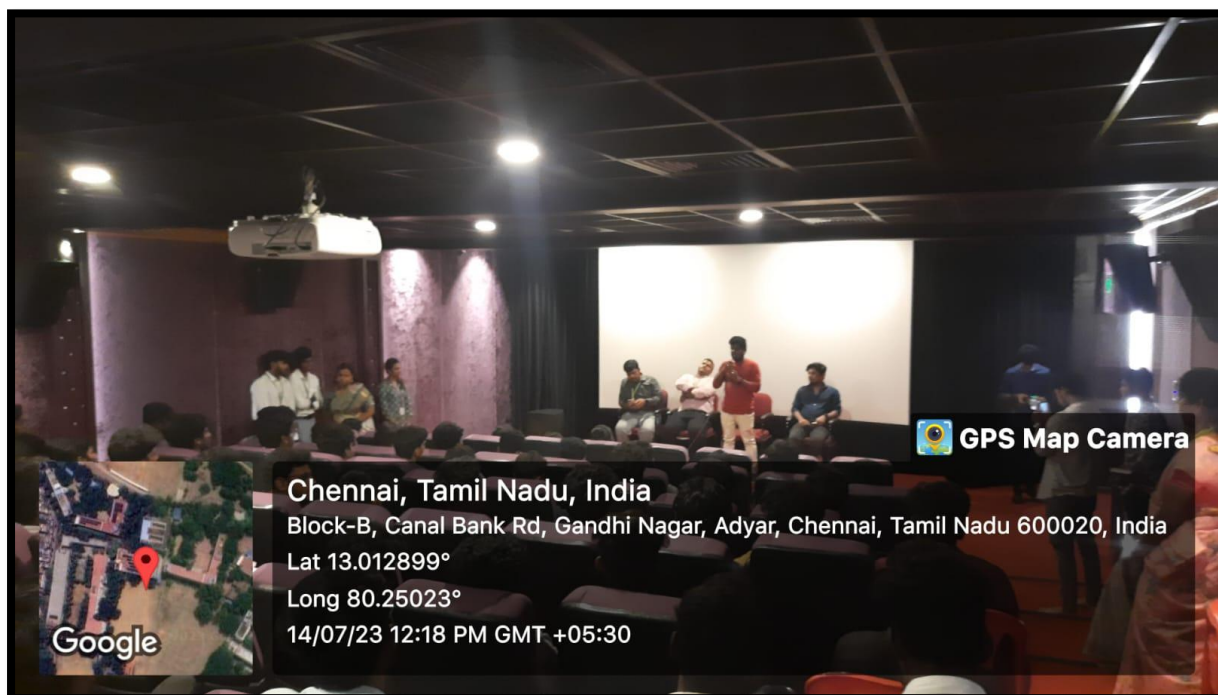 GPS Map Camera
Chennai, Tamil Nadu, India
Block-B, Canal Bank Rd, Gandhi Nagar, Adyar, Chennai, Tamil Nadu 600020, India
Lat 13.012899°
Long 80.25023°
14/07/23 12:18 PM GMT +05:30
Google